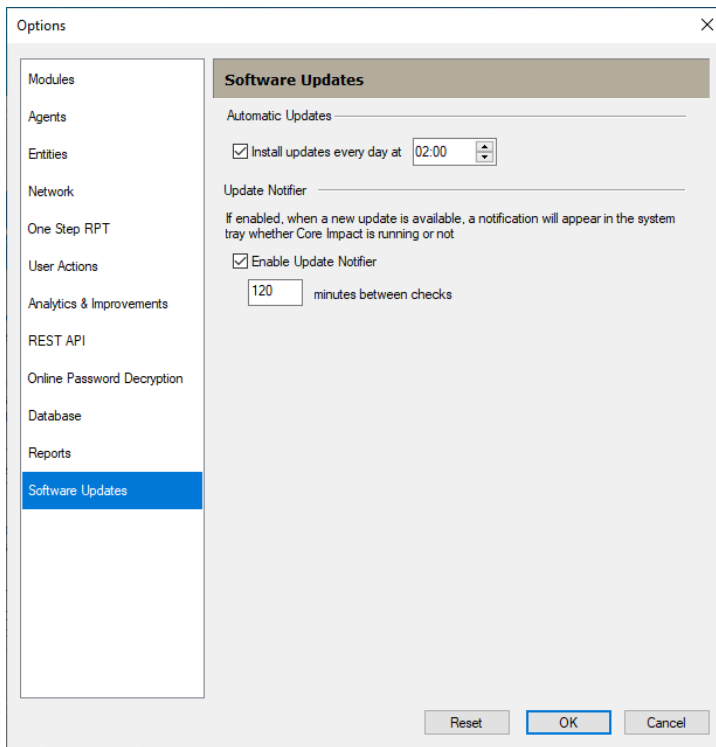 Options
Modules
Agents
Entities
Network
One Step RPT
User Actions
Analytics & Improvements
REST API
Online Password Decryption
Database
Reports
Software Updates
Software Updates
Automatic Updates
Install updates every day at 02:00
Update Notifier
If enabled, when a new update is available, a notification will appear in the system
tray whether Core Impact is running or not
Enable Update Notifier
120 minutes between checks
Reset OK Cancel